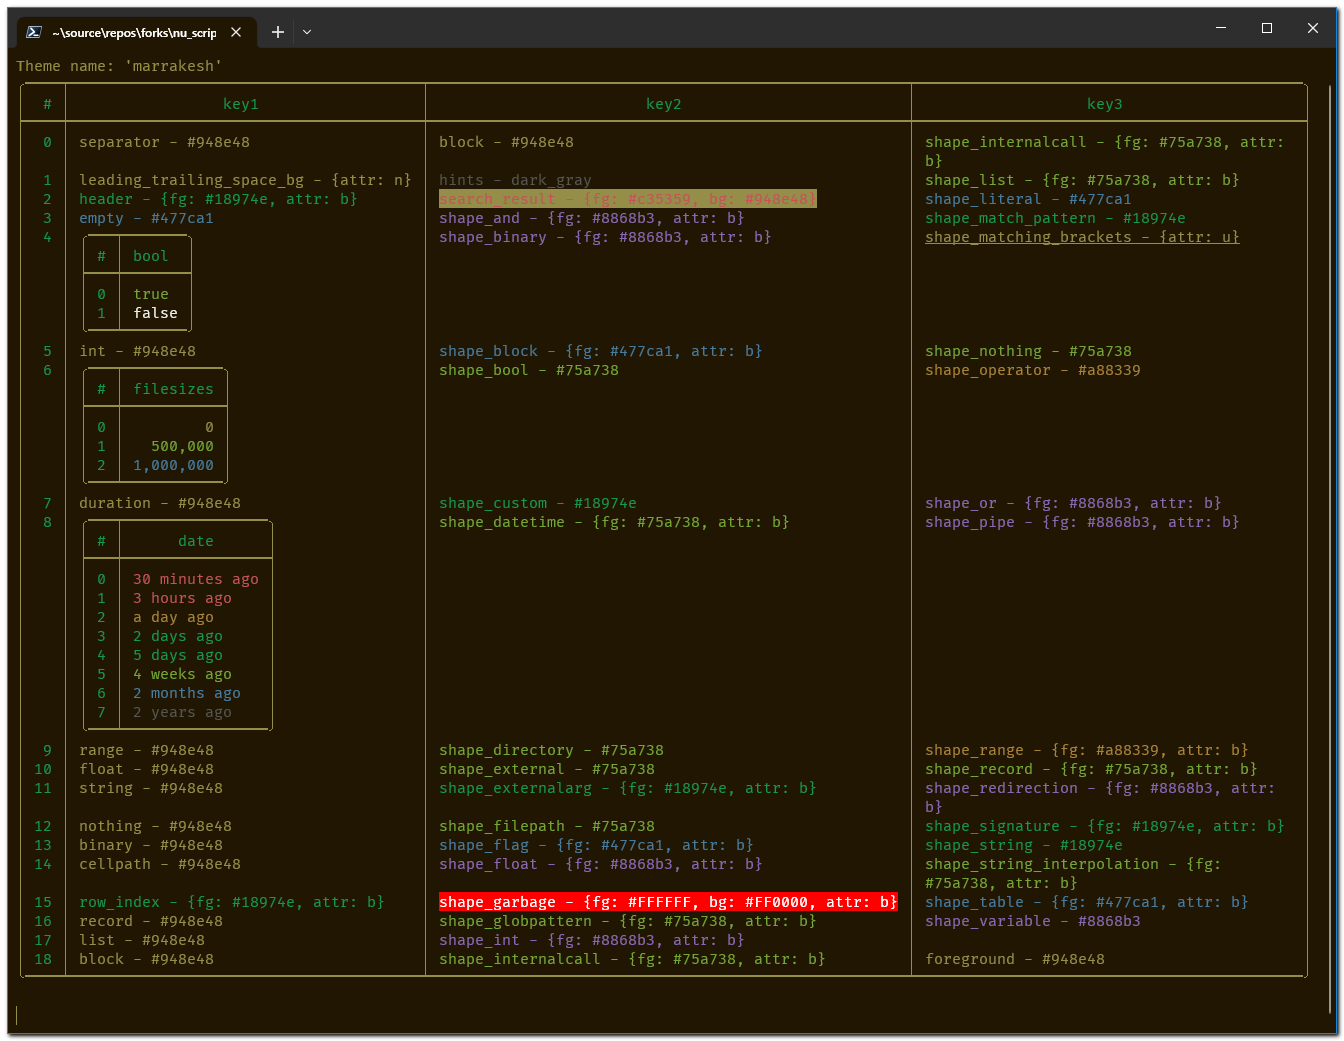 ~\source\repos\forks\nu_scrip
Theme name: 'marrakesh'
# key1 key2 key3
0 separator - #948e48 block - #948e48 shape_internalcall - {fg: #75a738, attr:
b}
1 leading_trailing_space_bg - {attr: n} hints - dark_gray shape_list - {fg: #75a738, attr: b}
2 header - {fg: #18974e, attr: b} search_result - {fg: #c35359, bg: #948e48} shape_literal - #477ca1
3 empty - #477ca1 shape_and - {fg: #8868b3, attr: b} shape_match_pattern - #18974e
4 shape_binary - {fg: #8868b3, attr: b} shape_matching_brackets - {attr: u}
# bool
0 true
1 false
5 int - #948e48 shape_block - {fg: #477ca1, attr: b} shape_nothing - #75a738
6 shape_bool - #75a738 shape_operator - #a88339
# filesizes
0 0
1 500,000
2 1,000,000
7 duration - #948e48 shape_custom - #18974e shape_or - {fg: #8868b3, attr: b}
8 shape_datetime - {fg: #75a738, attr: b} shape_pipe - {fg: #8868b3, attr: b}
# date
0 30 minutes ago
1 3 hours ago
2 a day ago
3 2 days ago
4 5 days ago
5 4 weeks ago
6 2 months ago
7 2 years ago
9 range - #948e48 shape_directory - #75a738 shape_range - {fg: #a88339, attr: b}
10 float - #948e48 shape_external - #75a738 shape_record - {fg: #75a738, attr: b}
11 string - #948e48 shape_externalarg - {fg: #18974e, attr: b} shape_redirection - {fg: #8868b3, attr:
b}
12 nothing - #948e48 shape_filepath - #75a738 shape_signature - {fg: #18974e, attr: b}
13 binary - #948e48 shape_flag - {fg: #477ca1, attr: b} shape_string - #18974e
14 cellpath - #948e48 shape_float - {fg: #8868b3, attr: b} shape_string_interpolation - {fg:
#75a738, attr: b}
15 row_index - {fg: #18974e, attr: b} shape_garbage - {fg: #FFFFFF, bg: #FF0000, attr: b} shape_table - {fg: #477ca1, attr: b}
16 record - #948e48 shape_globpattern - {fg: #75a738, attr: b} shape_variable - #8868b3
17 list - #948e48 shape_int - {fg: #8868b3, attr: b}
18 block - #948e48 shape_internalcall - {fg: #75a738, attr: b} foreground - #948e48